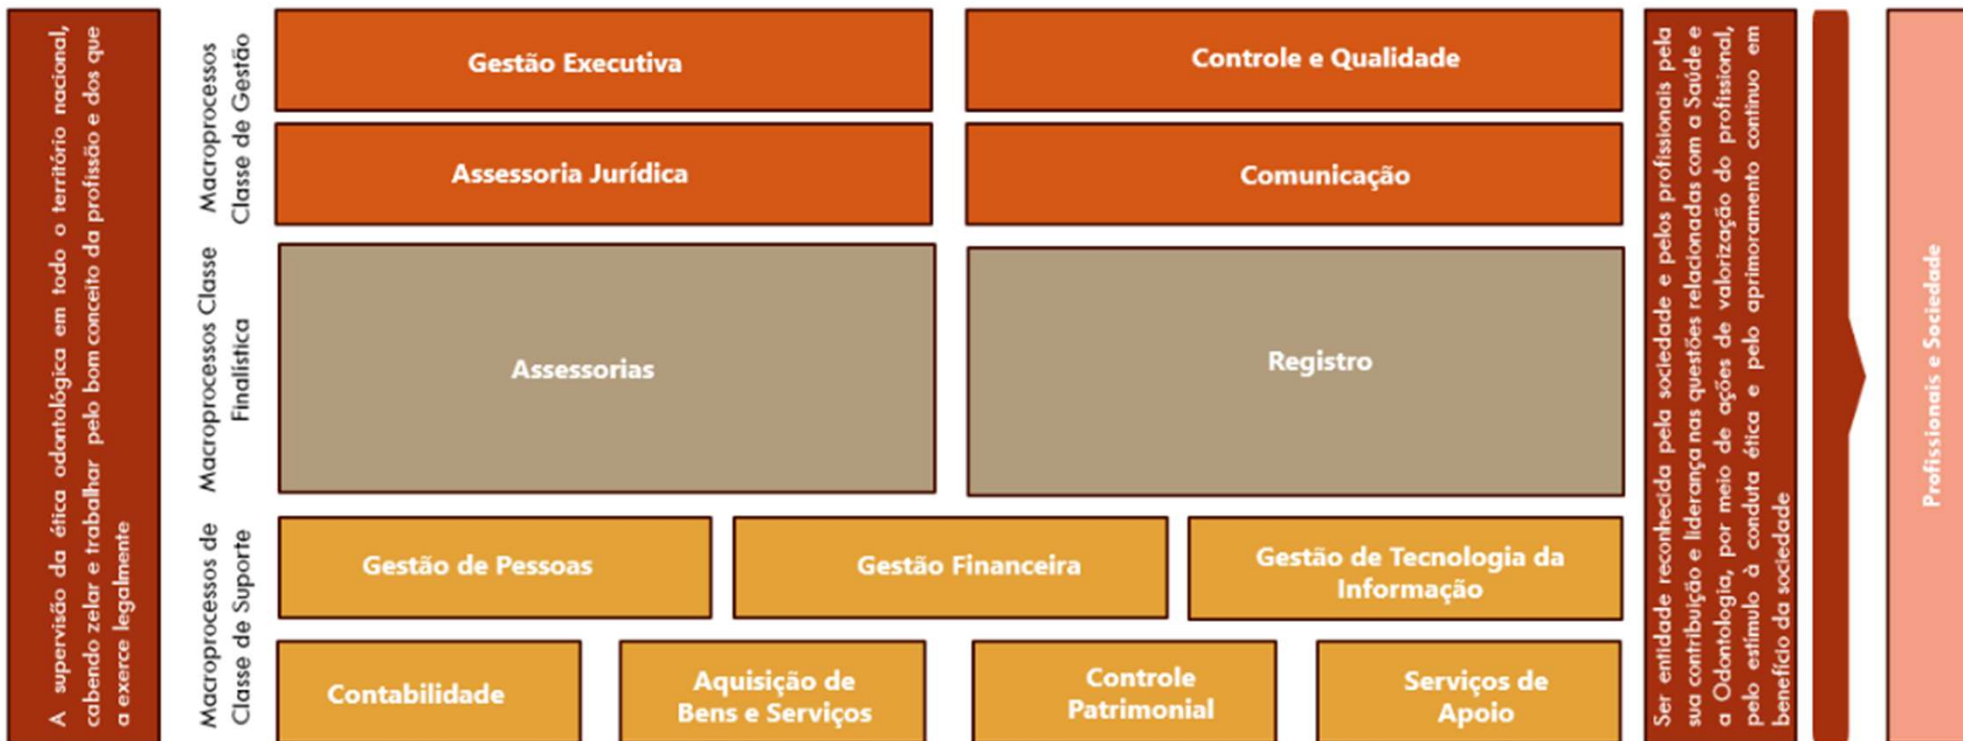 A supervisão da ética odontológica em todo o território nacional,
cabendo zelar e trabalhar pelo bom conceito da profissão e dos que
a exerce legalmente
Macroprocessos
Classe de Gestão
Gestão Executiva
Controle e Qualidade
Assessoria Jurídica
Comunicação
Macroprocessos Classe
Finalística
Assessorias
Registro
Macroprocessos de
Classe de Suporte
Gestão de Pessoas
Gestão Financeira
Gestão de Tecnologia da
Informação
Contabilidade
Aquisição de
Bens e Serviços
Controle
Patrimonial
Serviços de
Apoio
Ser entidade reconhecida pela sociedade e pelos profissionais pela
sua contribuição e liderança nas questões relacionadas com a Saúde e
a Odontologia, por meio de ações de valorização do profissional,
pelo estímulo à conduta ética e pelo aprimoramento contínuo em
benefício da sociedade
Profissionais e Sociedade